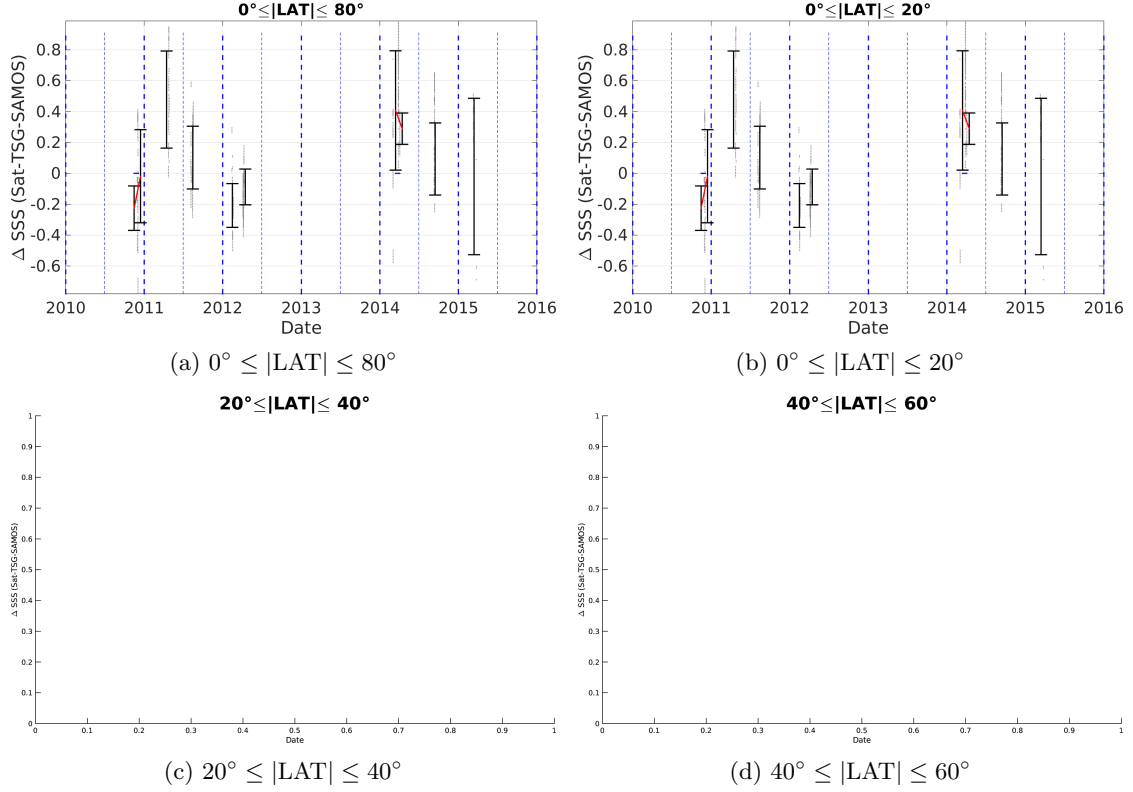 0°≤|LAT|≤ 80°
Δ SSS (Sat-TSG-SAMOS)
0.8
0.6
0.4
0.2
0
-0.2
-0.4
-0.6
2010 2011 2012 2013 2014 2015 2016
Date
(a) 0° ≤ |LAT| ≤ 80°
0°≤|LAT|≤ 20°
Δ SSS (Sat-TSG-SAMOS)
0.8
0.6
0.4
0.2
0
-0.2
-0.4
-0.6
2010 2011 2012 2013 2014 2015 2016
Date
(b) 0° ≤ |LAT| ≤ 20°
20°≤|LAT|≤ 40°
Δ SSS (Sat-TSG-SAMOS)
1
0.9
0.8
0.7
0.6
0.5
0.4
0.3
0.2
0.1
0
0 0.1 0.2 0.3 0.4 0.5 0.6 0.7 0.8 0.9 1
Date
(c) 20° ≤ |LAT| ≤ 40°
40°≤|LAT|≤ 60°
Δ SSS (Sat-TSG-SAMOS)
1
0.9
0.8
0.7
0.6
0.5
0.4
0.3
0.2
0.1
0
0 0.1 0.2 0.3 0.4 0.5 0.6 0.7 0.8 0.9 1
Date
(d) 40° ≤ |LAT| ≤ 60°